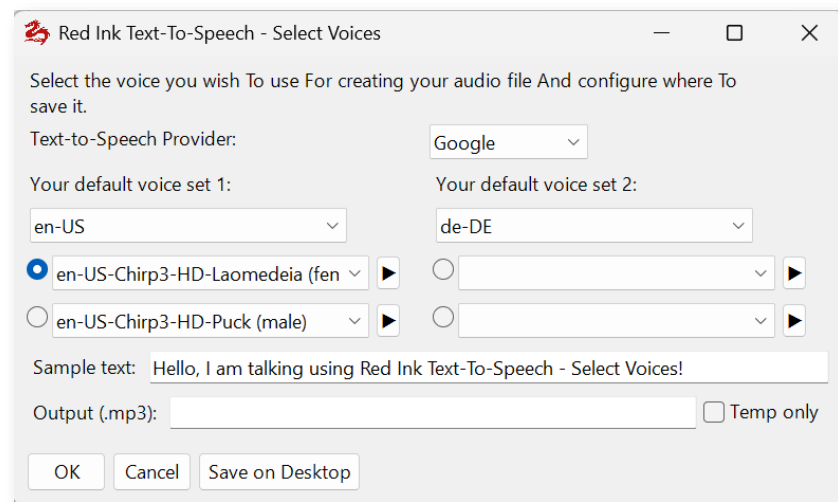 Red Ink Text-To-Speech - Select Voices
Select the voice you wish To use For creating your audio file And configure where To
save it.
Text-to-Speech Provider: Google
Your default voice set 1: Your default voice set 2:
en-US de-DE
en-US-Chirp3-HD-Laomedeia (fen
en-US-Chirp3-HD-Puck (male)
Sample text: Hello, I am talking using Red Ink Text-To-Speech - Select Voices!
Output (.mp3): Temp only
OK Cancel Save on Desktop